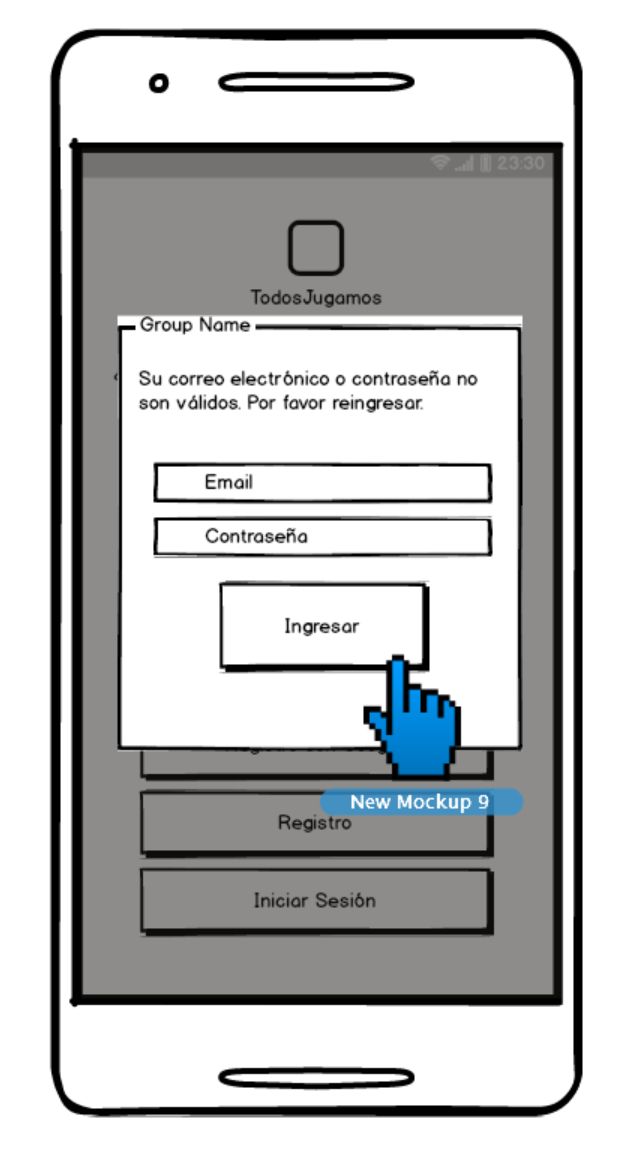 23:30
TodosJugamos
Group Name
Su correo electrónico o contraseña no
son válidos. Por favor reingresar.
Email
Contraseña
Ingresar
New Mockup 9
Registro
Iniciar Sesión